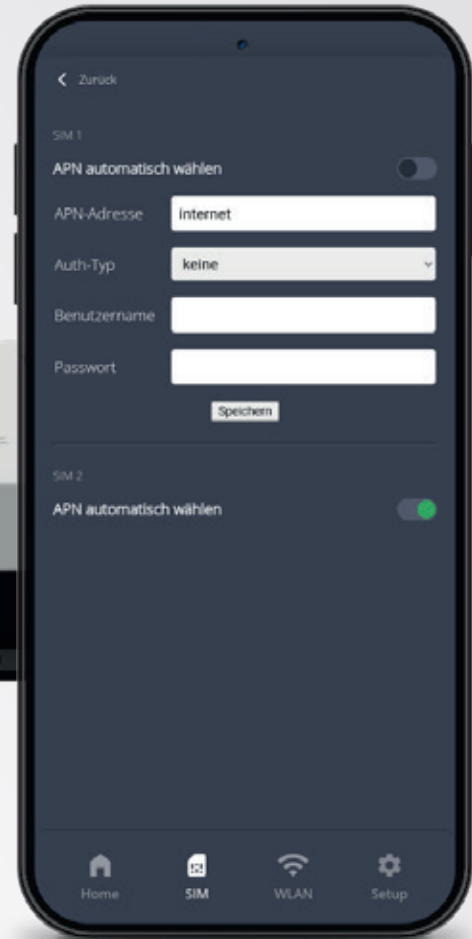 Zurück
SIM 1
APN automatisch wählen
APN-Adresse internet
Auth-Typ keine
Benutzername
Passwort
Speichern
SIM 2
APN automatisch wählen
Home SIM WLAN Setup